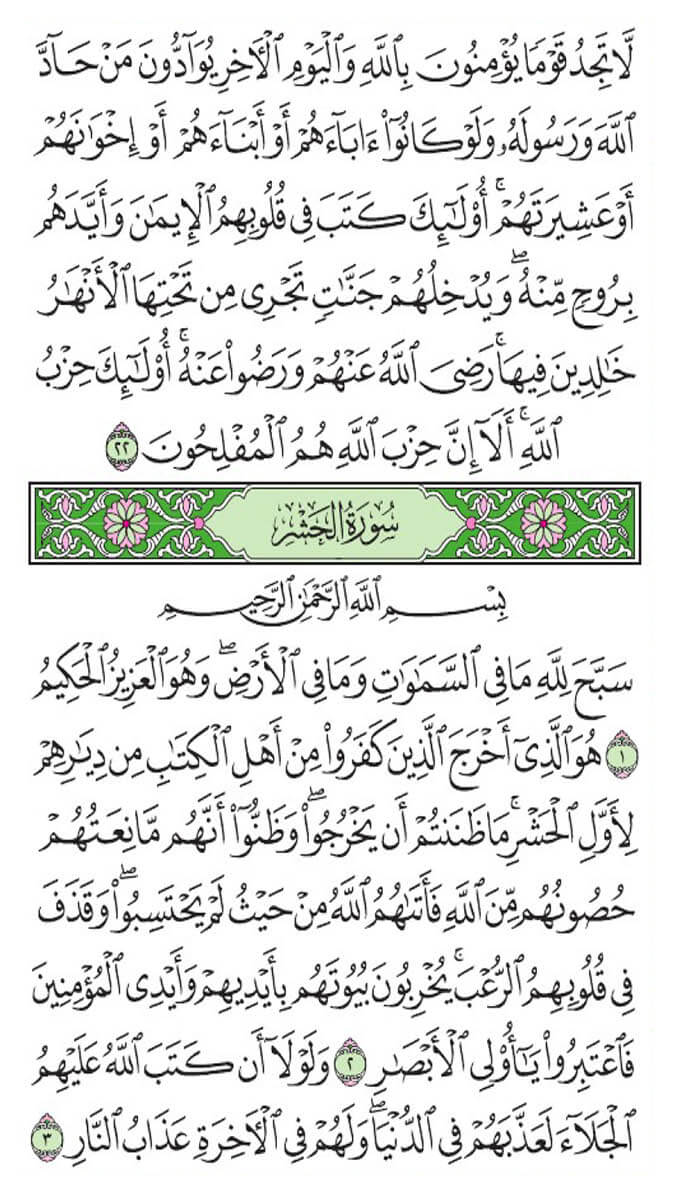 لَّا تَجِدُ قَوْمًا يُؤْمِنُونَ بِٱللَّهِ وَٱلْيَوْمِ ٱلْأَخِرِ يُوَآدُّونَ مَنْ حَآدَّ
ٱللَّهَ وَرَسُولَهُۥ وَلَوْ كَانُوٓا۟ ءَابَآءَهُمْ أَوْ أَبْنَآءَهُمْ أَوْ إِخْوَٰنَهُمْ
أَوْ عَشِيرَتَهُمْ ۚ أُو۟لَـٰٓئِكَ كَتَبَ فِى قُلُوبِهِمُ ٱلْإِيمَـٰنَ وَأَيَّدَهُم
بِرُوحٍ مِّنْهُ ۖ وَيُدْخِلُهُمْ جَنَّـٰتٍ تَجْرِى مِن تَحْتِهَا ٱلْأَنْهَـٰرُ
خَـٰلِدِينَ فِيهَا ۚ رَضِىَ ٱللَّهُ عَنْهُمْ وَرَضُوا۟ عَنْهُ ۚ أُو۟لَـٰٓئِكَ حِزْبُ
ٱللَّهِ ۚ أَلَآ إِنَّ حِزْبَ ٱللَّهِ هُمُ ٱلْمُفْلِحُونَ ٢٢
سُورَةُ الحَشْرِ
بِسْمِ ٱللَّهِ ٱلرَّحْمَـٰنِ ٱلرَّحِيمِ
سَبَّحَ لِلَّهِ مَا فِى ٱلسَّمَـٰوَٰتِ وَمَا فِى ٱلْأَرْضِ ۖ وَهُوَ ٱلْعَزِيزُ ٱلْحَكِيمُ
١ هُوَ ٱلَّذِىٓ أَخْرَجَ ٱلَّذِينَ كَفَرُوا۟ مِنْ أَهْلِ ٱلْكِتَـٰبِ مِن دِيَـٰرِهِمْ
لِأَوَّلِ ٱلْحَشْرِ ۚ مَا ظَنَنتُمْ أَن يَخْرُجُوا۟ ۖ وَظَنُّوٓا۟ أَنَّهُم مَّانِعَتُهُمْ
حُصُونُهُم مِّنَ ٱللَّهِ فَأَتَىٰهُمُ ٱللَّهُ مِنْ حَيْثُ لَمْ يَحْتَسِبُوا۟ ۖ وَقَذَفَ
فِى قُلُوبِهِمُ ٱلرُّعْبَ ۚ يُخْرِبُونَ بُيُوتَهُم بِأَيْدِيهِمْ وَأَيْدِى ٱلْمُؤْمِنِينَ
فَٱعْتَبِرُوا۟ يَـٰٓأُو۟لِى ٱلْأَبْصَـٰرِ ٢ وَلَوْلَآ أَن كَتَبَ ٱللَّهُ عَلَيْهِمُ
ٱلْجَلَآءَ لَعَذَّبَهُمْ فِى ٱلدُّنْيَا ۖ وَلَهُمْ فِى ٱلْأَخِرَةِ عَذَابُ ٱلنَّارِ ٣